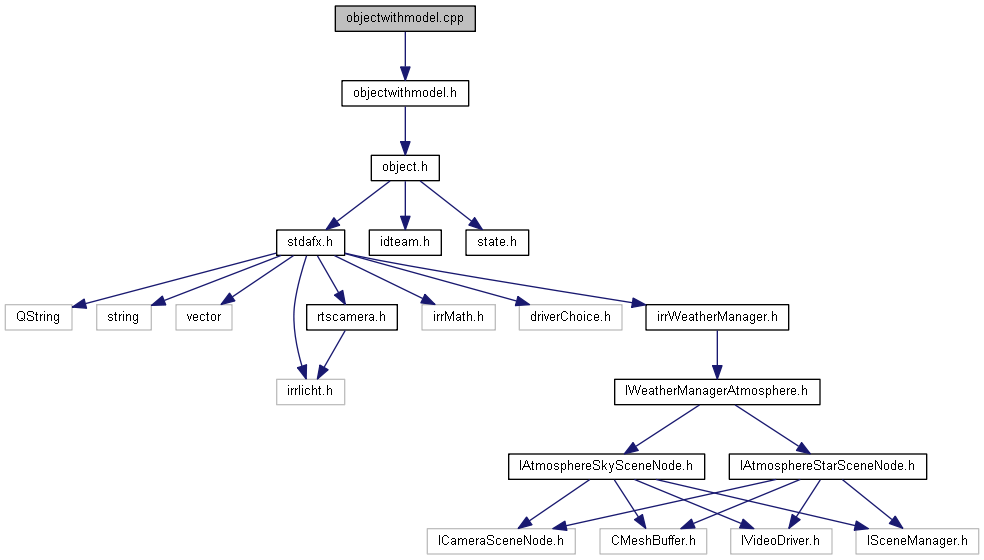 objectwithmodel.cpp
objectwithmodel.h
object.h
stdafx.h
idteam.h
state.h
QString
string
vector
rtscamera.h
irrMath.h
driverChoice.h
irrWeatherManager.h
irrlicht.h
IWeatherManagerAtmosphere.h
IAtmosphereSkySceneNode.h
IAtmosphereStarSceneNode.h
ICameraSceneNode.h
CMeshBuffer.h
IVideoDriver.h
ISceneManager.h